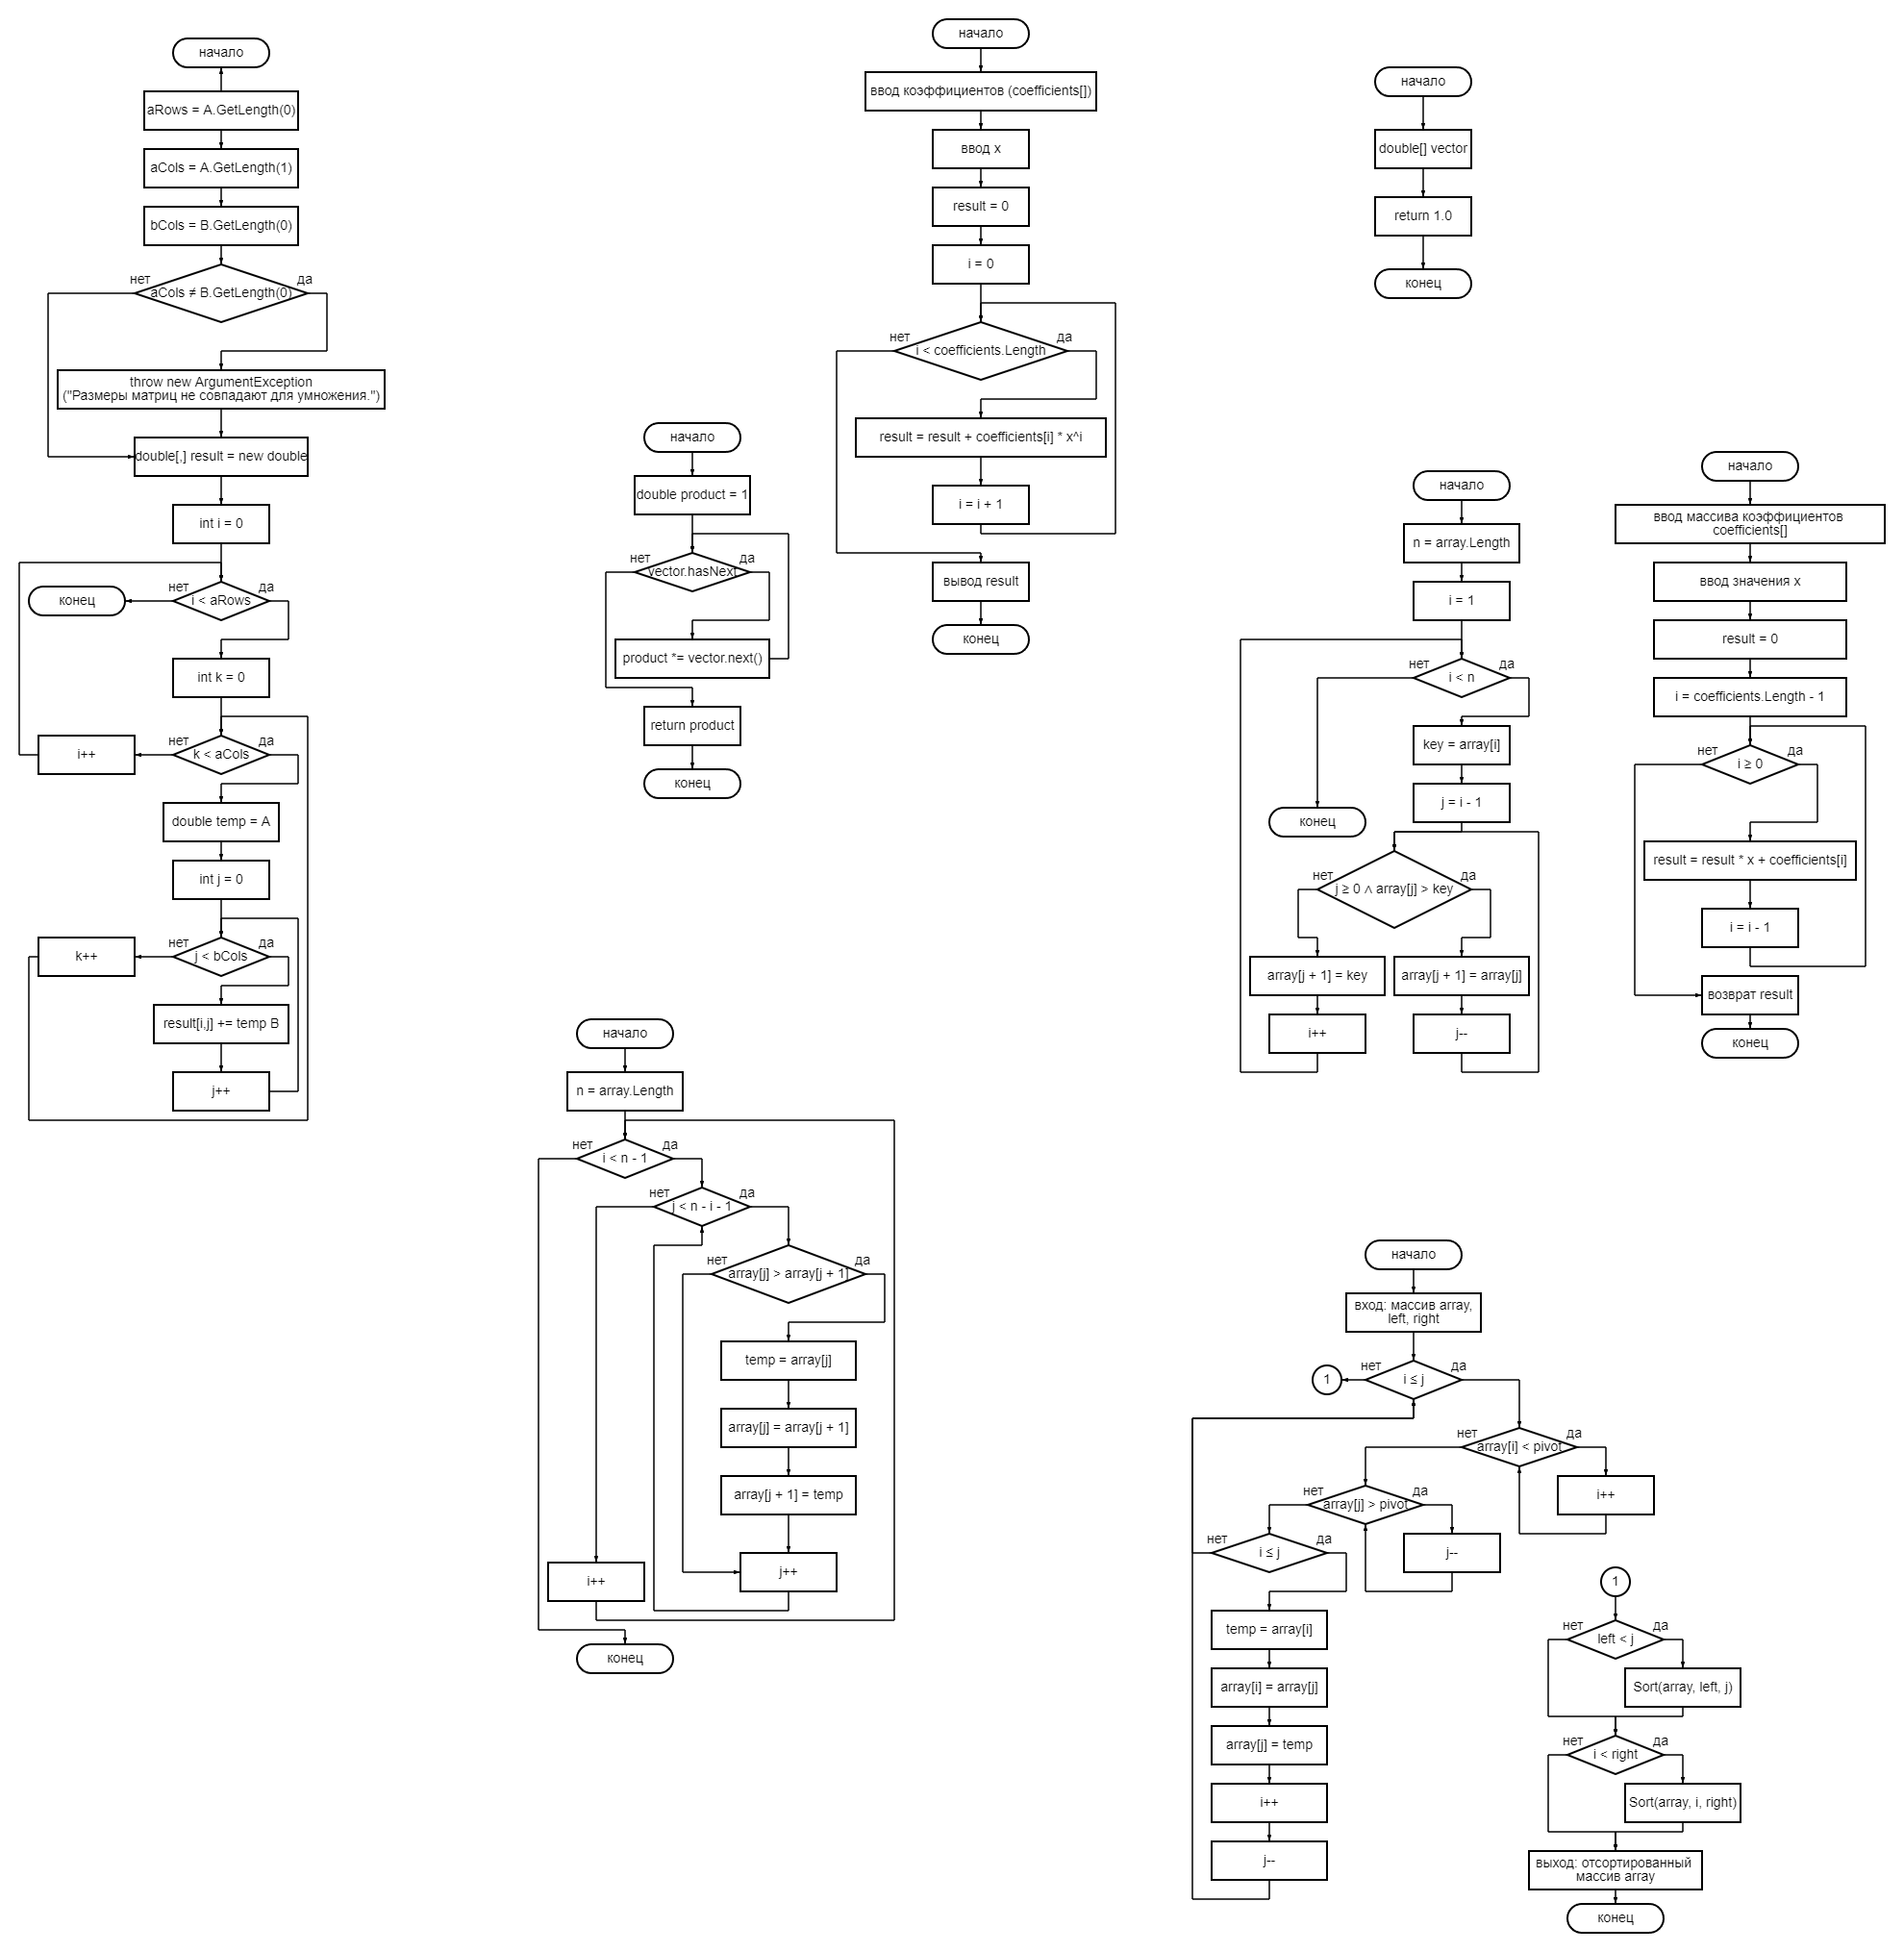 начало
aRows = A.GetLength(0)
aCols = A.GetLength(1)
bCols = B.GetLength(0)
нет
да
aCols ≠ B.GetLength(0)
throw new ArgumentException
("Размеры матриц не совпадают для умножения.")
double[,] result = new double
int i = 0
нет
да
i < aRows
конец
int k = 0
нет
да
k < aCols
i++
double temp = A
int j = 0
нет
да
j < bCols
k++
result[i,j] += temp B
j++
начало
double product = 1
нет
да
vector.hasNext
product *= vector.next()
return product
конец
начало
ввод коэффициентов (coefficients[])
ввод x
result = 0
i = 0
нет
да
i < coefficients.Length
result = result + coefficients[i] * x^i
i = i + 1
вывод result
конец
начало
double[] vector
return 1.0
конец
начало
n = array.Length
i = 1
нет
да
i < n
key = array[i]
j = i - 1
конец
нет
да
j ≥ 0 ∧ array[j] > key
array[j + 1] = key
array[j + 1] = array[j]
i++
j--
начало
ввод массива коэффициентов
coefficients[]
ввод значения x
result = 0
i = coefficients.Length - 1
нет
да
i ≥ 0
result = result * x + coefficients[i]
i = i - 1
возврат result
конец
начало
n = array.Length
нет
да
i < n - 1
нет
да
j < n - i - 1
нет
да
array[j] > array[j + 1]
temp = array[j]
array[j] = array[j + 1]
array[j + 1] = temp
j++
i++
конец
начало
вход: массив array,
left, right
нет
да
i ≤ j
1
нет
да
array[i] < pivot
i++
нет
да
array[j] > pivot
j--
нет
да
i ≤ j
temp = array[i]
array[i] = array[j]
array[j] = temp
i++
j--
1
нет
да
left < j
Sort(array, left, j)
нет
да
i < right
Sort(array, i, right)
выход: отсортированный
массив array
конец